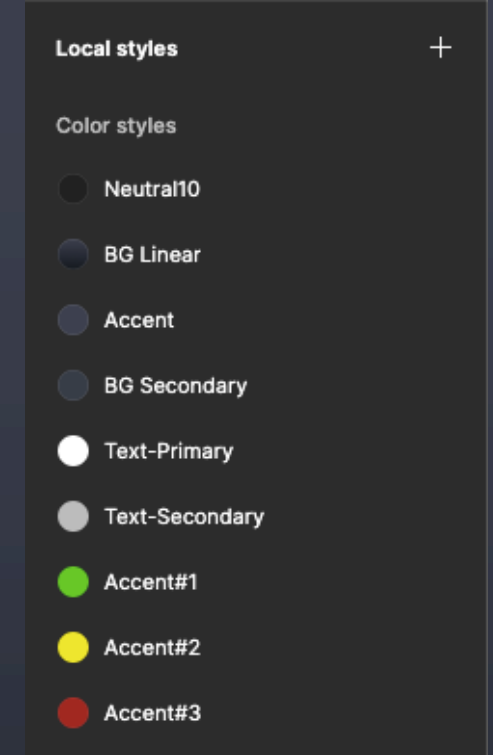 Local styles
Color styles
Neutral10
BG Linear
Accent
BG Secondary
Text-Primary
Text-Secondary
Accent#1
Accent#2
Accent#3